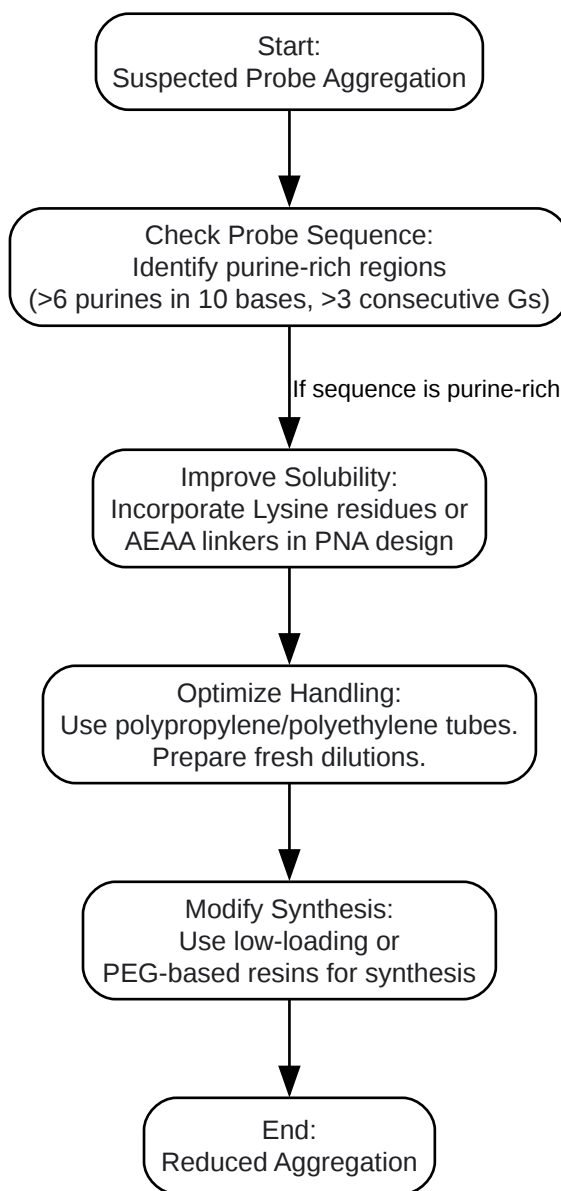 Start:
Suspected Probe Aggregation
Check Probe Sequence:
Identify purine-rich regions
(>6 purines in 10 bases, >3 consecutive Gs)
If sequence is purine-rich
Improve Solubility:
Incorporate Lysine residues or
AEAA linkers in PNA design
Optimize Handling:
Use polypropylene/polyethylene tubes.
Prepare fresh dilutions.
Modify Synthesis:
Use low-loading or
PEG-based resins for synthesis
End:
Reduced Aggregation